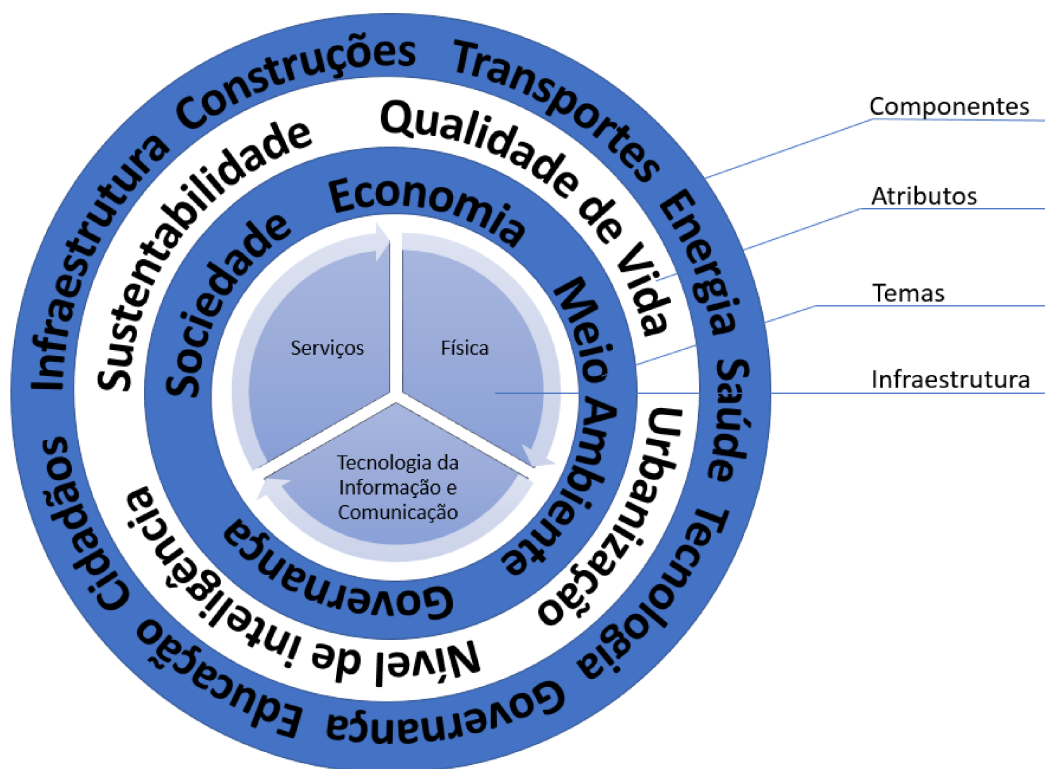 Infraestrutura Construções Transportes Energia Saúde Tecnologia Governança Educação Cidadãos
Sustentabilidade Qualidade de Vida Urbanização Nível de inteligência
Sociedade Economia Meio Ambiente Governança
Serviços
Física
Tecnologia da
Informação e
Comunicação
Componentes
Atributos
Temas
Infraestrutura